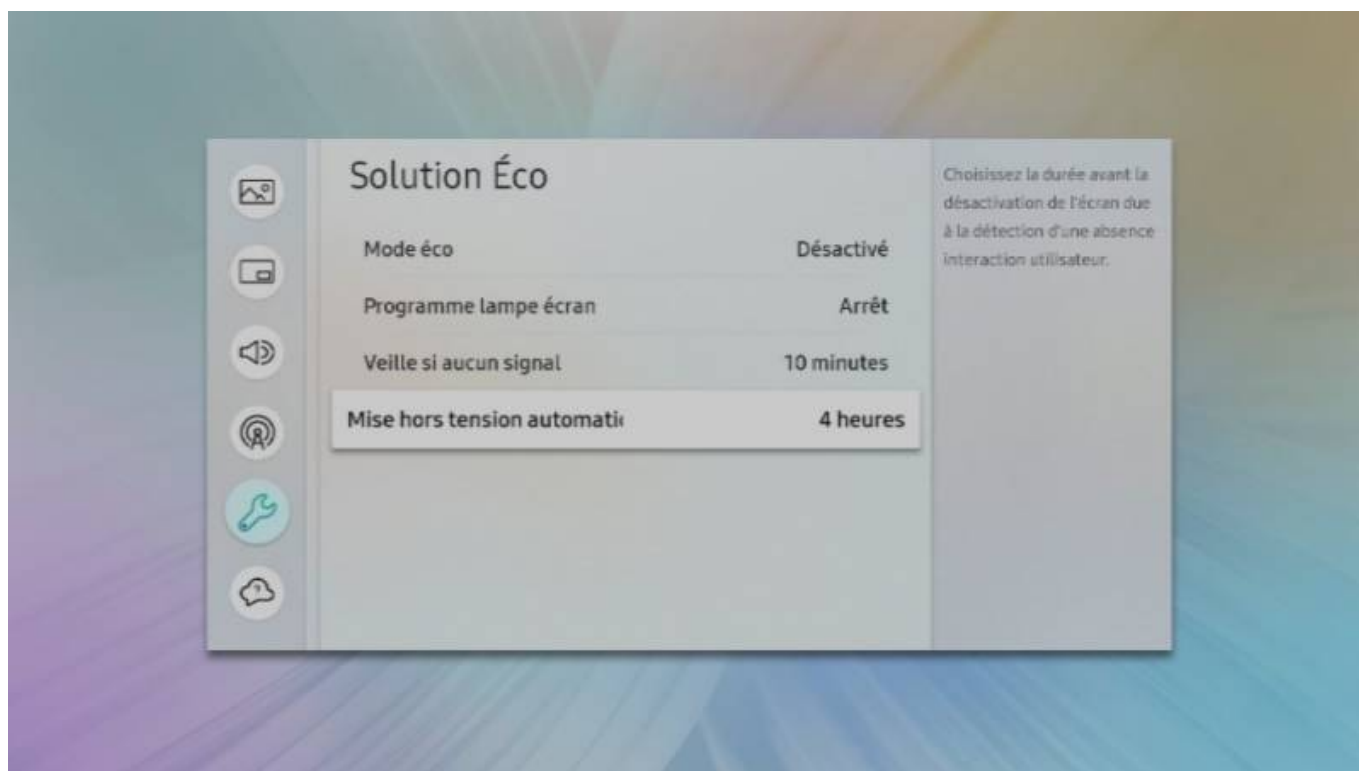 Solution Éco
Mode éco Désactivé
Programme lampe écran Arrêt
Veille si aucun signal 10 minutes
Mise hors tension automatic 4 heures
Choisissez la durée avant la
désactivation de l'écran due
à la détection d'une absence
interaction utilisateur.